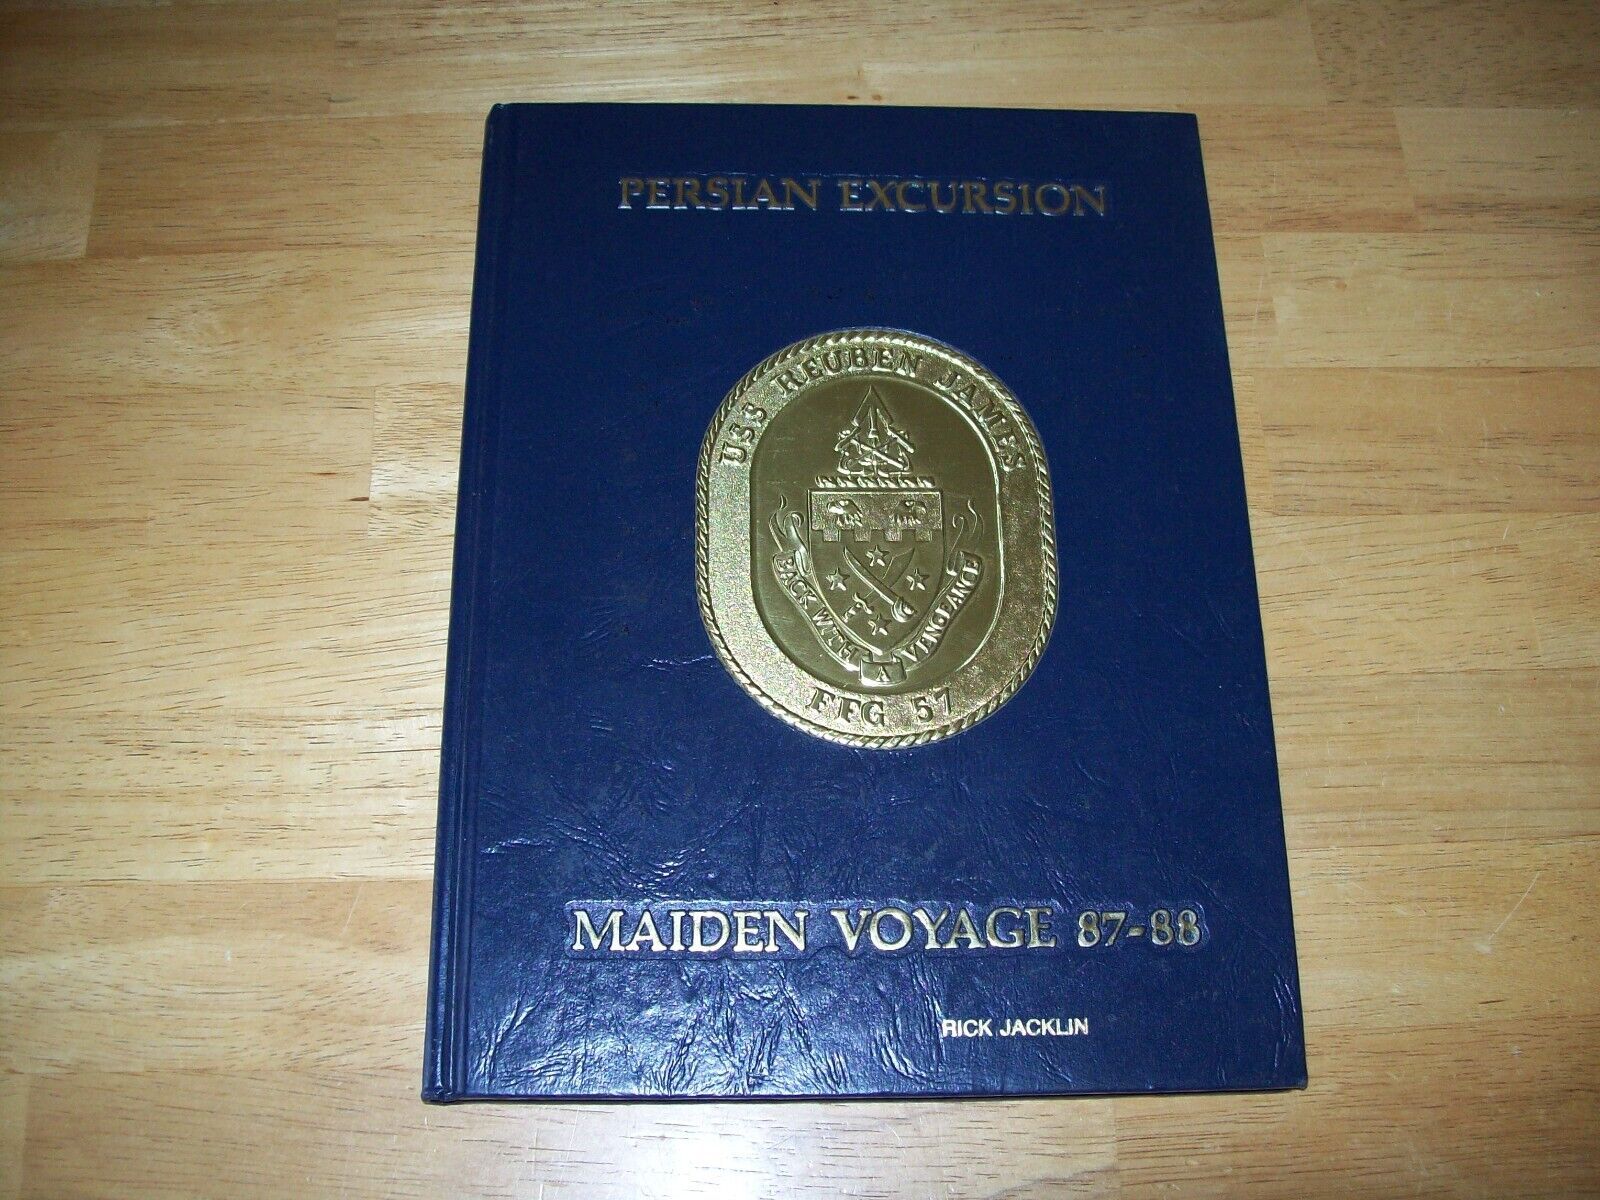 PERSIAN EXCURSION
USS REUBEN JAMES
BACK WITH A VENGEANCE
FFG 57
MAIDEN VOYAGE 87-88
RICK JACKLIN